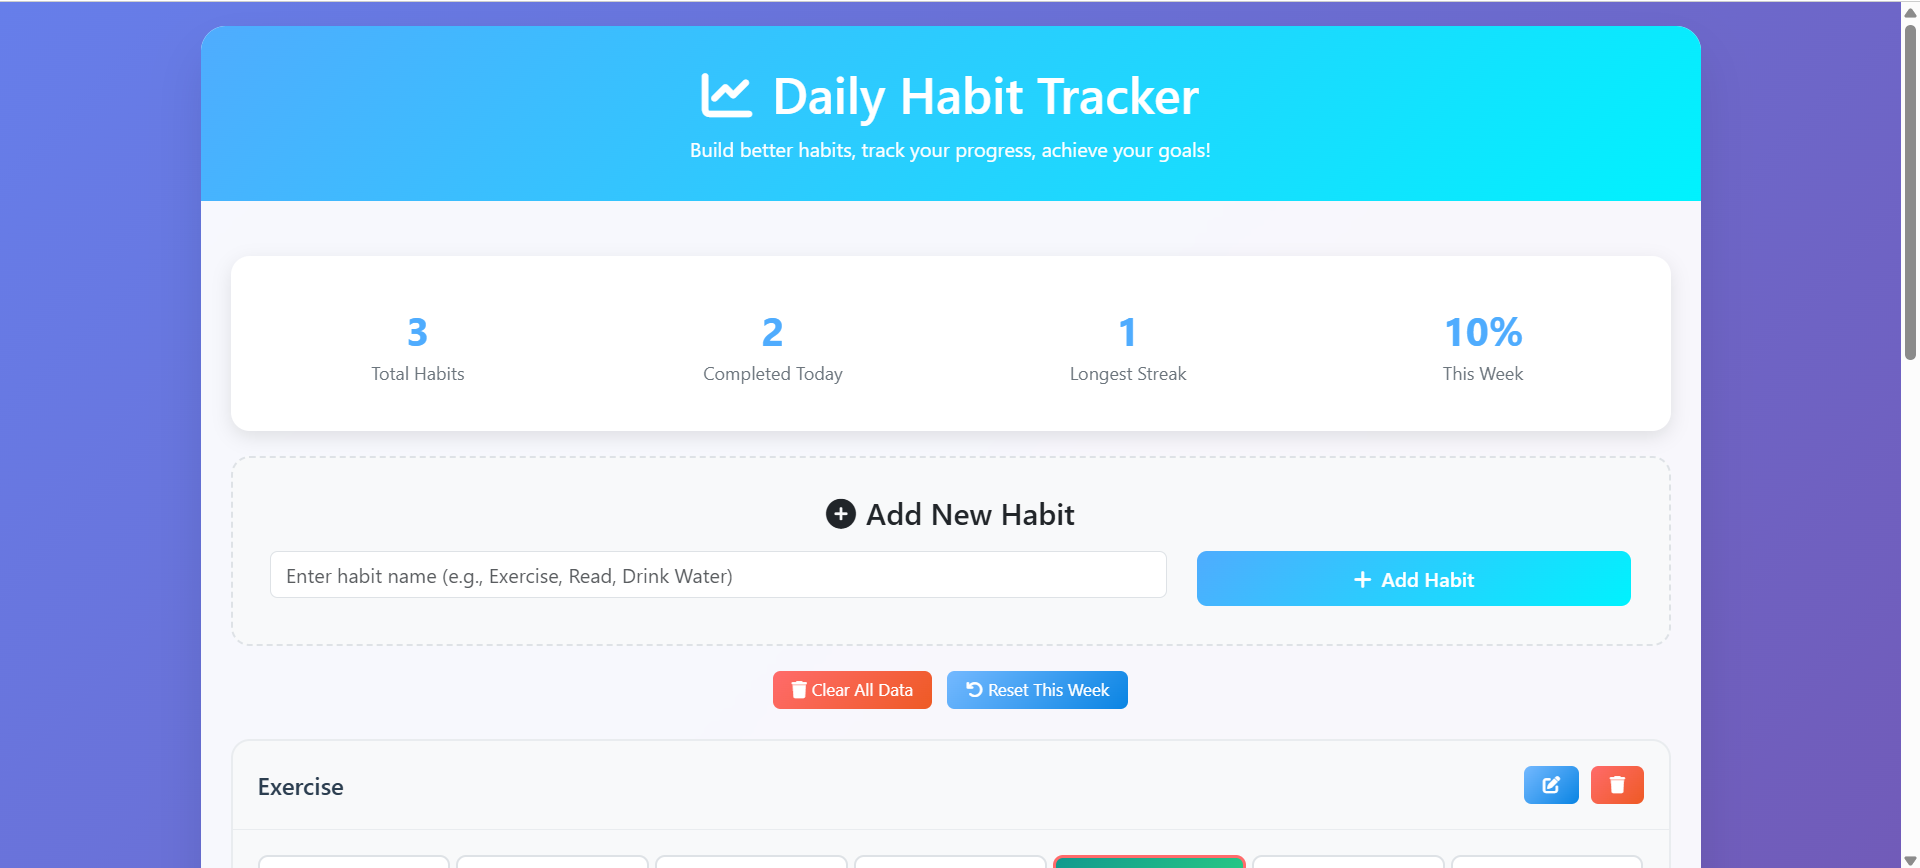 Daily Habit Tracker
Build better habits, track your progress, achieve your goals!
3
Total Habits
2
Completed Today
1
Longest Streak
10%
This Week
Add New Habit
Enter habit name (e.g., Exercise, Read, Drink Water)
Add Habit
Clear All Data
Reset This Week
Exercise